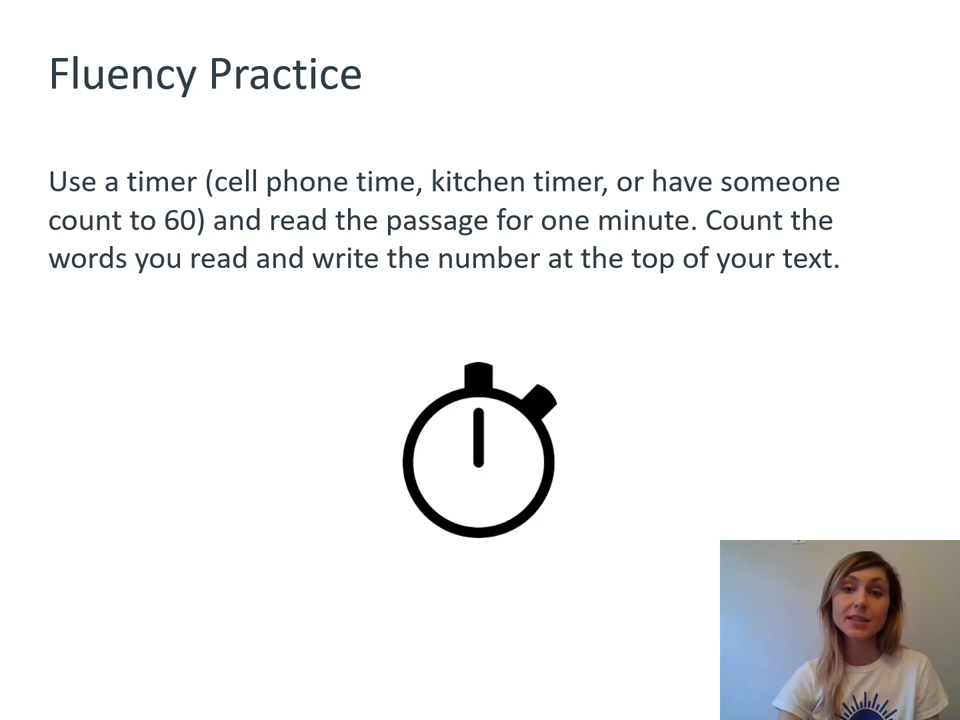 Fluency Practice
Use a timer (cell phone time, kitchen timer, or have someone
count to 60) and read the passage for one minute. Count the
words you read and write the number at the top of your text.